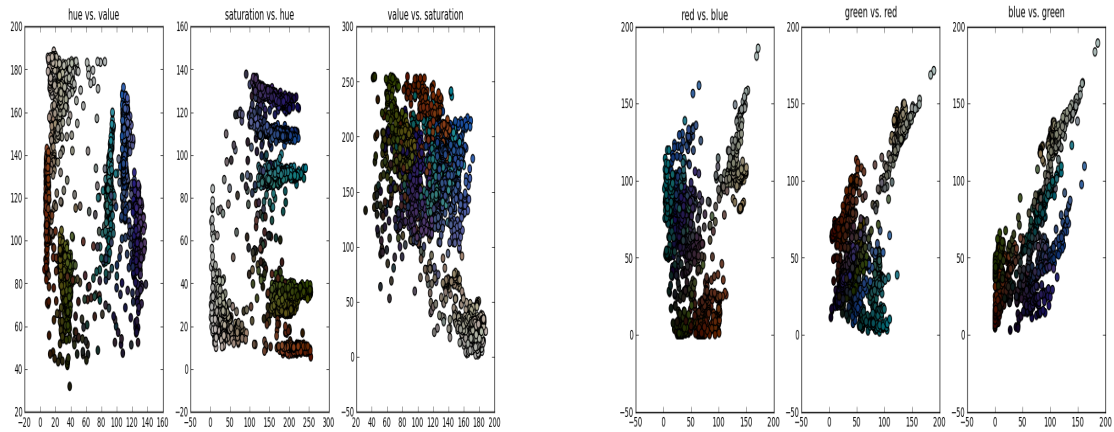 hue vs. value saturation vs. hue value vs. saturation red vs. blue green vs. red blue vs. green
200 160 300 200 200 200
180 140 250 150 150 150
160 120 200 100 100 100
140 100 150 50 50 50
120 80 100 0 0 0
100 60 50 −50 −50 −50
80 40 0
60 20 −50
40 0
20 −20
−20 0 20 40 60 80 100 120 140 160
−50 0 50 100 150 200 250 300
20 40 60 80 100 120 140 160 180 200
−50 0 50 100 150 200
−50 0 50 100 150 200
−50 0 50 100 150 200